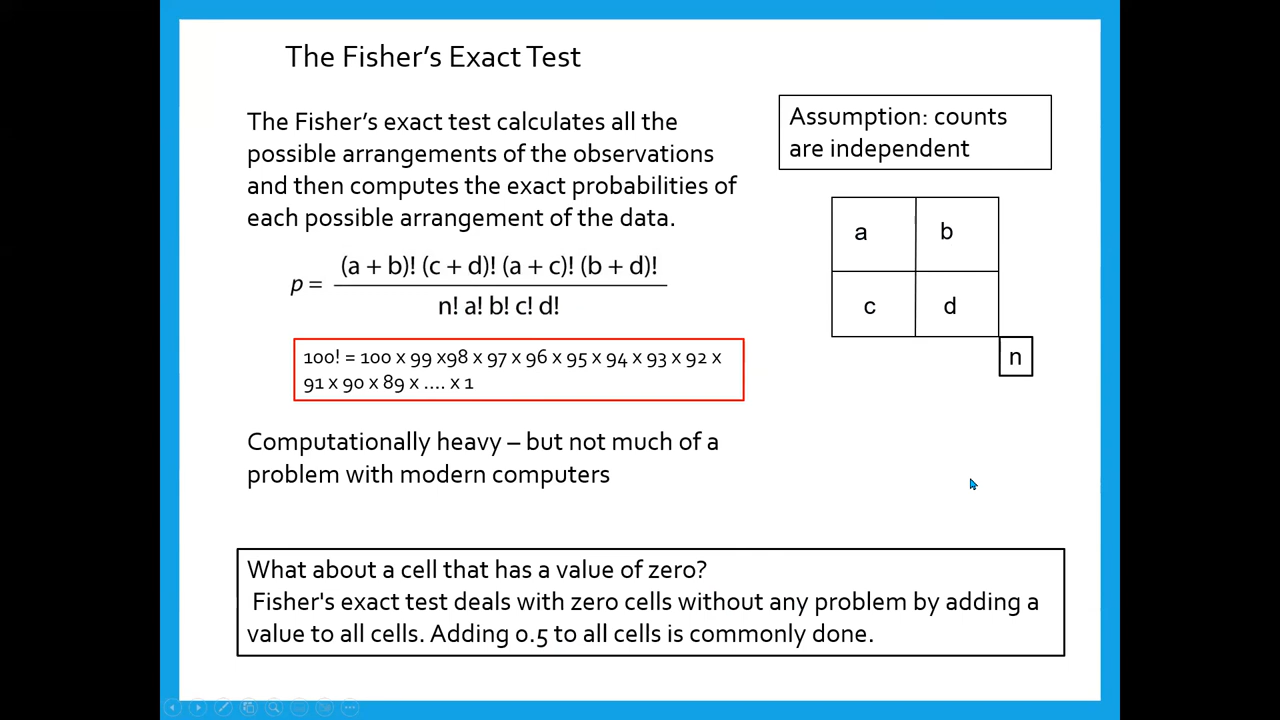 The Fisher's Exact Test
The Fisher's exact test calculates all the
possible arrangements of the observations
and then computes the exact probabilities of
each possible arrangement of the data.
p =
(a + b)! (c + d)! (a + c)! (b + d)!
n! a! b! c! d!
100! = 100 x 99 x98 x 97 x 96 x 95 x 94 x 93 x 92 x
91 x 90 x 89 x .... x 1
Computationally heavy – but not much of a
problem with modern computers
Assumption: counts
are independent
a b
c d
n
What about a cell that has a value of zero?
Fisher's exact test deals with zero cells without any problem by adding a
value to all cells. Adding 0.5 to all cells is commonly done.